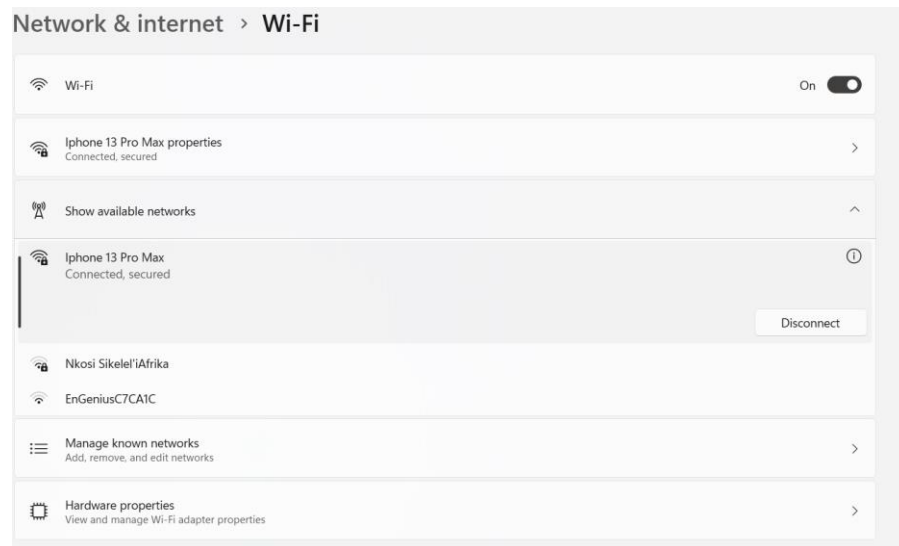 Network & internet > Wi-Fi
Wi-Fi
On
Iphone 13 Pro Max properties
Connected, secured
Show available networks
Iphone 13 Pro Max
Connected, secured
Disconnect
Nkosi Sikelel'iAfrika
EnGeniusC7CA1C
Manage known networks
Add, remove, and edit networks
Hardware properties
View and manage Wi-Fi adapter properties